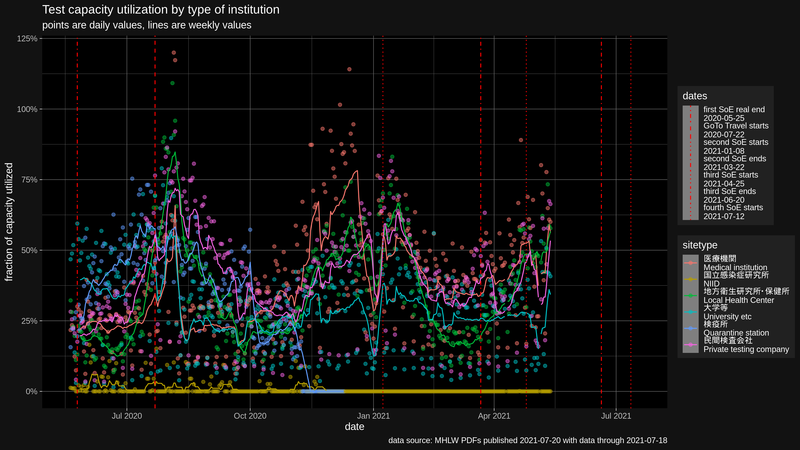 Test capacity utilization by type of institution
points are daily values, lines are weekly values
fraction of capacity utilized
125%
100%
75%
50%
25%
0%
Jul 2020
Oct 2020
Jan 2021
Apr 2021
Jul 2021
date
dates
first SoE real end
2020-05-25
GoTo Travel starts
2020-07-22
second SoE starts
2021-01-08
second SoE ends
2021-03-22
third SoE starts
2021-04-25
third SoE ends
2021-06-20
fourth SoE starts
2021-07-12
sitetype
医療機関
Medical institution
国立感染症研究所
NIID
地方衛生研究所・保健所
Local Health Center
大学等
University etc
検疫所
Quarantine station
民間検査会社
Private testing company
data source: MHLW PDFs published 2021-07-20 with data through 2021-07-18